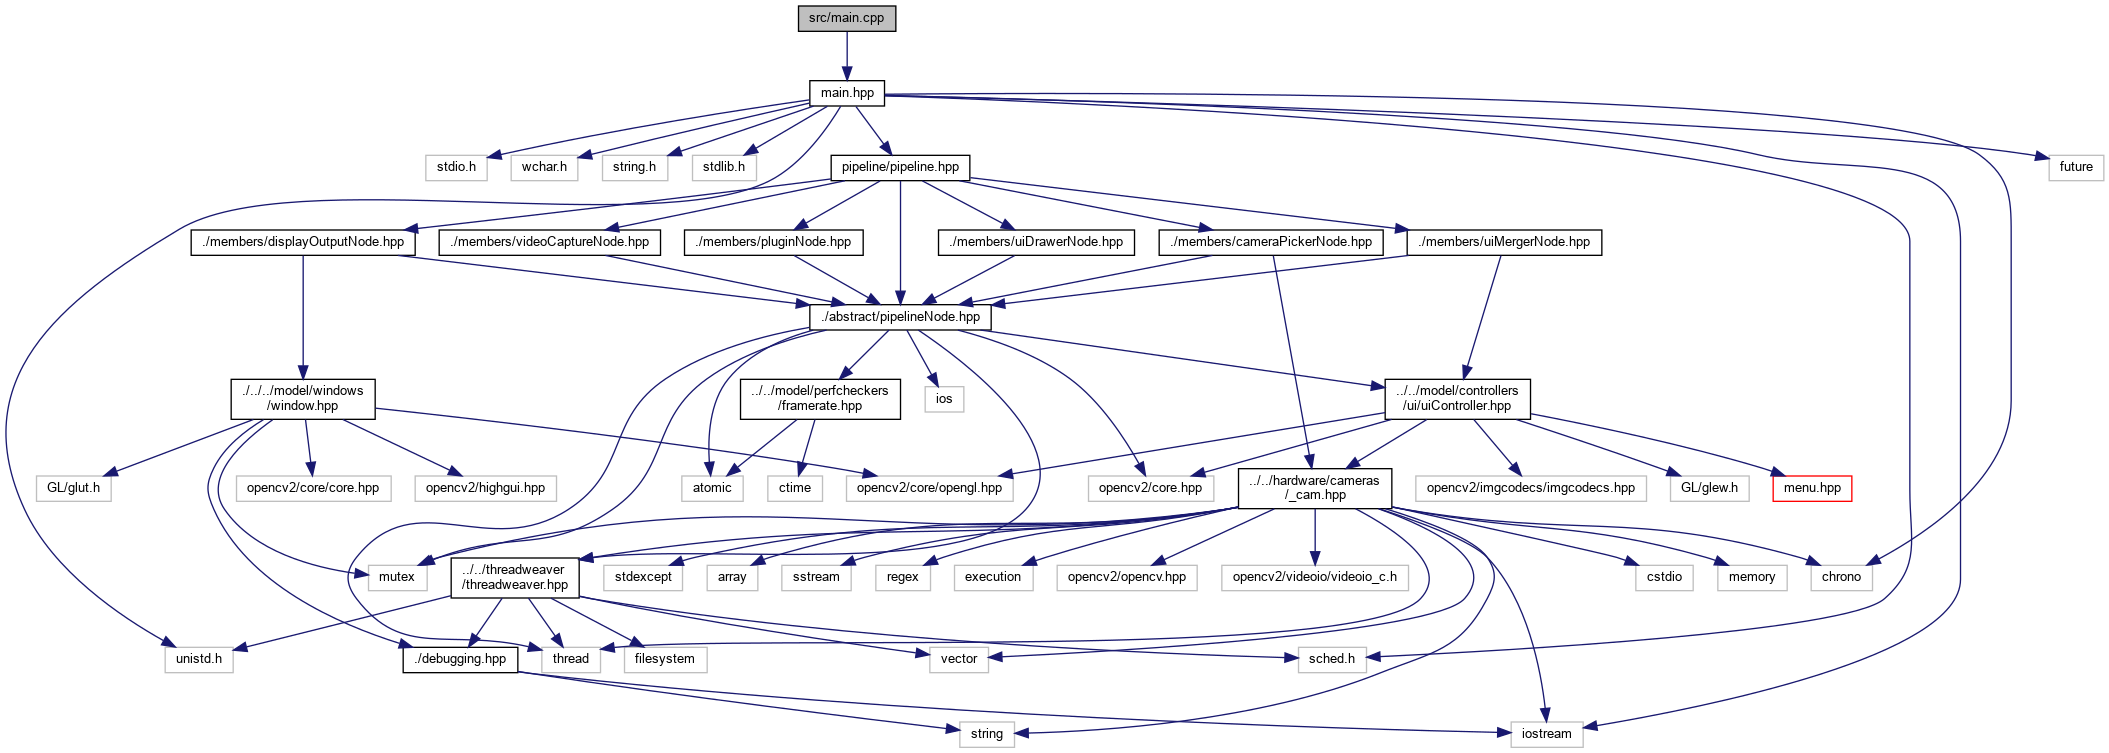 src/main.cpp
main.hpp
stdio.h
wchar.h
string.h
stdlib.h
pipeline/pipeline.hpp
future
./members/displayOutputNode.hpp
./members/videoCaptureNode.hpp
./members/pluginNode.hpp
./members/uiDrawerNode.hpp
./members/cameraPickerNode.hpp
./members/uiMergerNode.hpp
./abstract/pipelineNode.hpp
./../../model/windows
/window.hpp
../../model/perfcheckers
/framerate.hpp
ios
../../model/controllers
/ui/uiController.hpp
GL/glut.h
opencv2/core/core.hpp
opencv2/highgui.hpp
atomic
ctime
opencv2/core/opengl.hpp
opencv2/core.hpp
../../hardware/cameras
/_cam.hpp
opencv2/imgcodecs/imgcodecs.hpp
GL/glew.h
menu.hpp
mutex
../../threadweaver
/threadweaver.hpp
stdexcept
array
sstream
regex
execution
opencv2/opencv.hpp
opencv2/videoio/videoio_c.h
cstdio
memory
chrono
unistd.h
./debugging.hpp
thread
filesystem
vector
sched.h
string
iostream